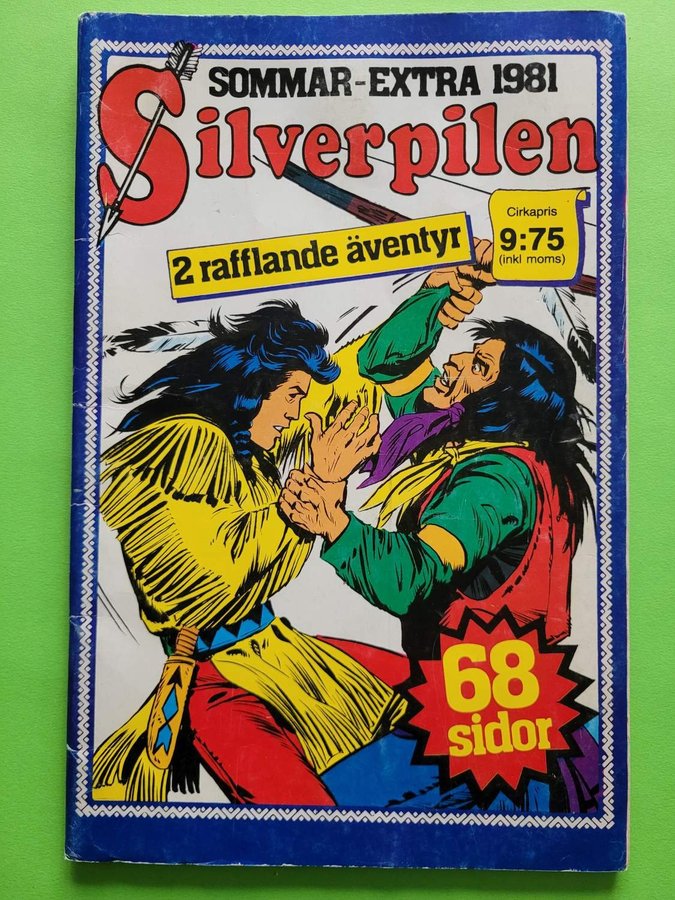 SOMMAR-EXTRA 1981
Silverpilen
2 rafflande äventyr
Cirkapris
9:75
(inkl moms)
68
sidor